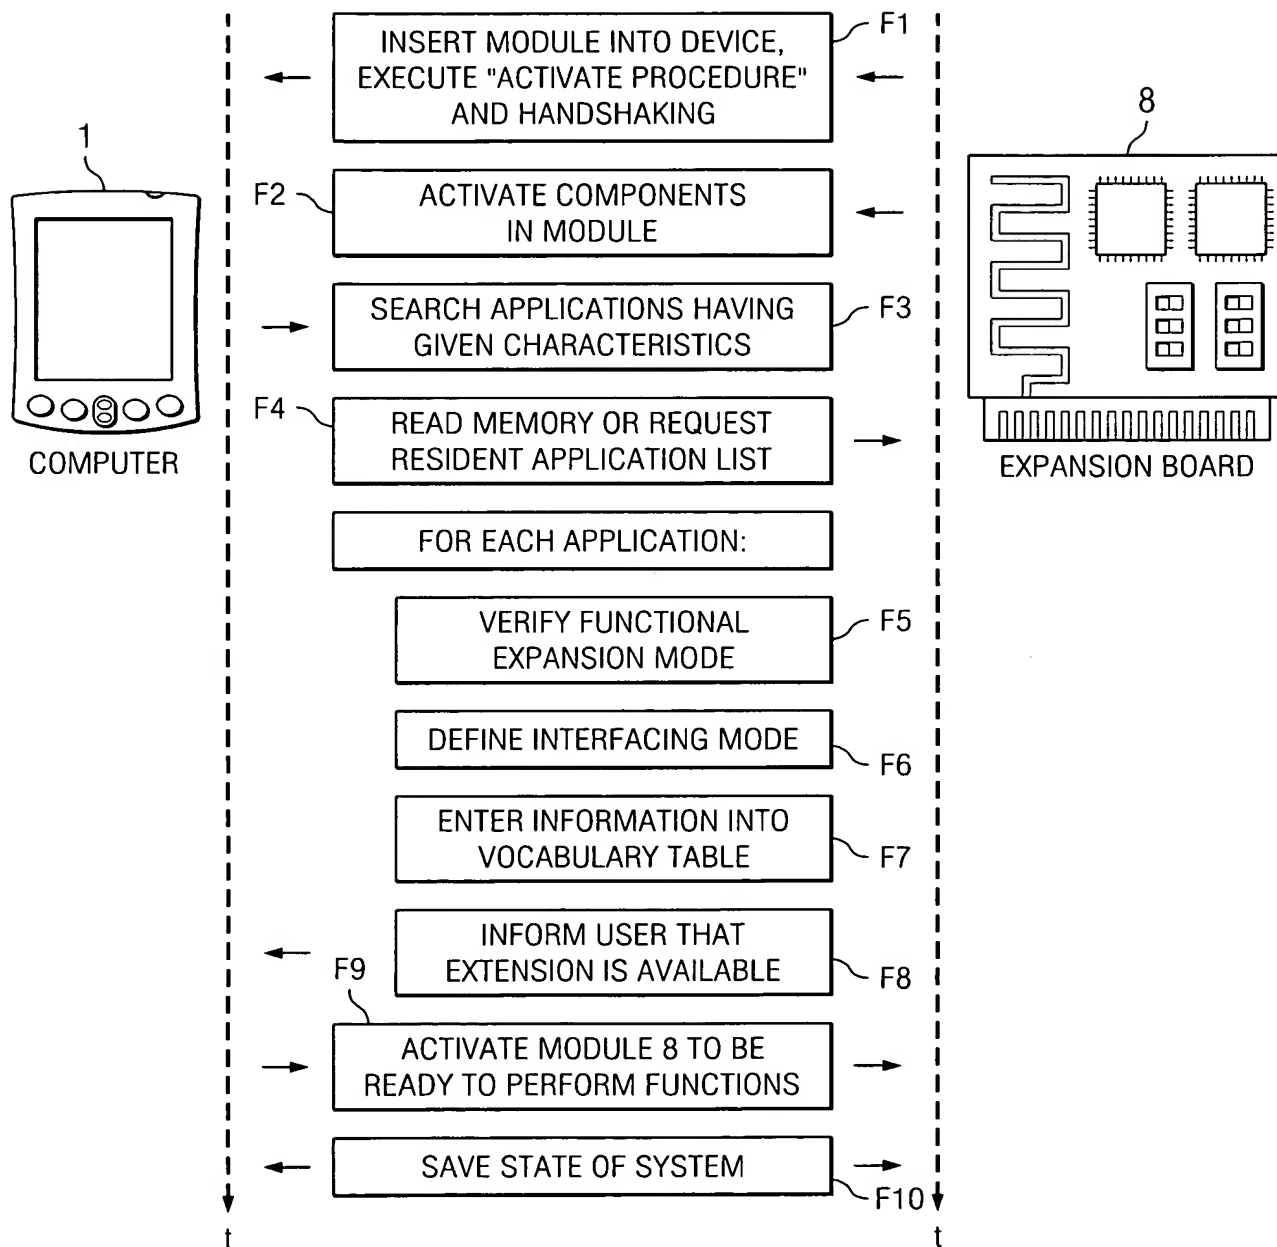 INSERT MODULE INTO DEVICE,
EXECUTE "ACTIVATE PROCEDURE"
AND HANDSHAKING
F1
1
8
F2
ACTIVATE COMPONENTS
IN MODULE
SEARCH APPLICATIONS HAVING
GIVEN CHARACTERISTICS
F3
F4
READ MEMORY OR REQUEST
RESIDENT APPLICATION LIST
COMPUTER
EXPANSION BOARD
FOR EACH APPLICATION:
VERIFY FUNCTIONAL
EXPANSION MODE
F5
DEFINE INTERFACING MODE
F6
ENTER INFORMATION INTO
VOCABULARY TABLE
F7
INFORM USER THAT
EXTENSION IS AVAILABLE
F8
F9
ACTIVATE MODULE 8 TO BE
READY TO PERFORM FUNCTIONS
SAVE STATE OF SYSTEM
F10
t
t